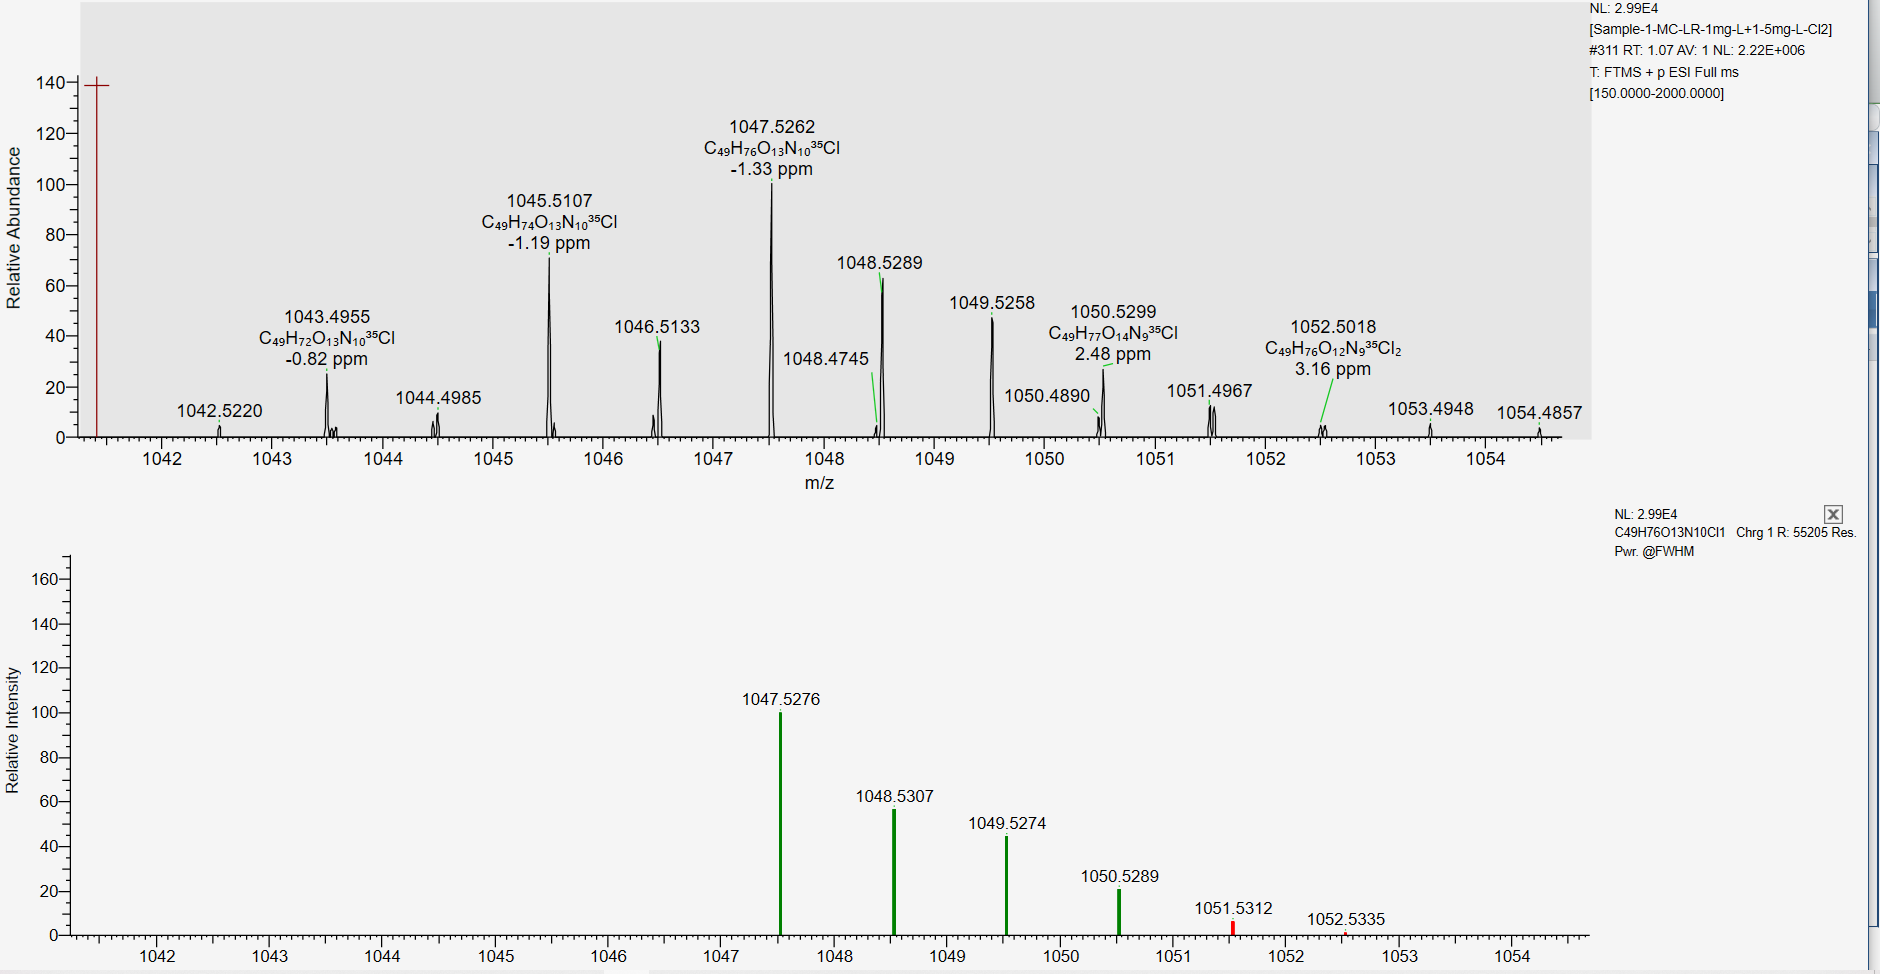 NL: 2.99E4
[Sample-1-MC-LR-1mg-L+1-5mg-L-Cl2]
#311 RT: 1.07 AV: 1 NL: 2.22E+006
T: FTMS + p ESI Full ms
[150.0000-2000.0000]
Relative Abundance
140
120
100
80
60
40
20
0
1042.5220
1043.4955
C₄₉H₇₂O₁₃N₁₀³⁵Cl
-0.82 ppm
1044.4985
1045.5107
C₄₉H₇₄O₁₃N₁₀³⁵Cl
-1.19 ppm
1046.5133
1047.5262
C₄₉H₇₆O₁₃N₁₀³⁵Cl
-1.33 ppm
1048.4745
1048.5289
1049.5258
1050.4890
1050.5299
C₄₉H₇₇O₁₄N₉³⁵Cl
2.48 ppm
1051.4967
1052.5018
C₄₉H₇₆O₁₂N₉³⁵Cl₂
3.16 ppm
1053.4948
1054.4857
1042 1043 1044 1045 1046 1047 1048 1049 1050 1051 1052 1053 1054
m/z
NL: 2.99E4
C49H76O13N10Cl1 Chrg 1 R: 55205 Res.
Pwr. @FWHM
Relative Intensity
160
140
120
100
80
60
40
20
0
1047.5276
1048.5307
1049.5274
1050.5289
1051.5312
1052.5335
1042 1043 1044 1045 1046 1047 1048 1049 1050 1051 1052 1053 1054